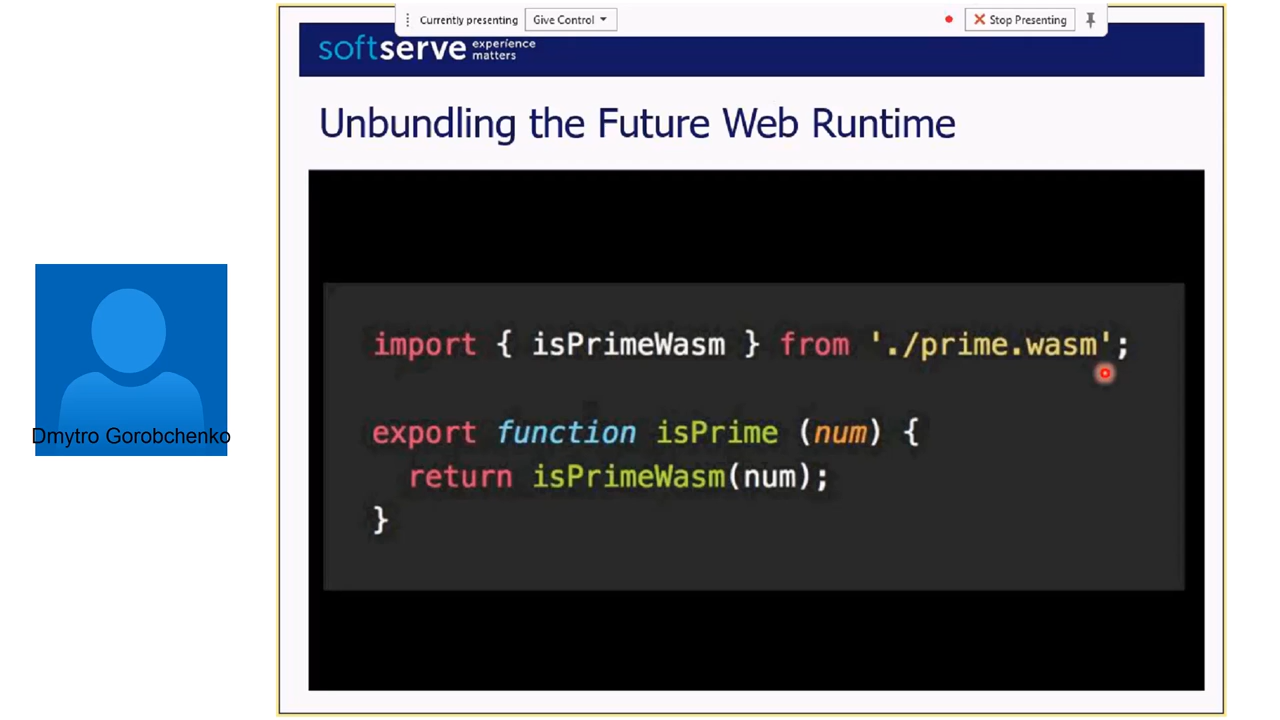 Currently presenting Give Control Stop Presenting
softserve experience matters
Unbundling the Future Web Runtime
import { isPrimeWasm } from './prime.wasm';
export function isPrime (num) {
return isPrimeWasm(num);
}
Dmytro Gorobchenko